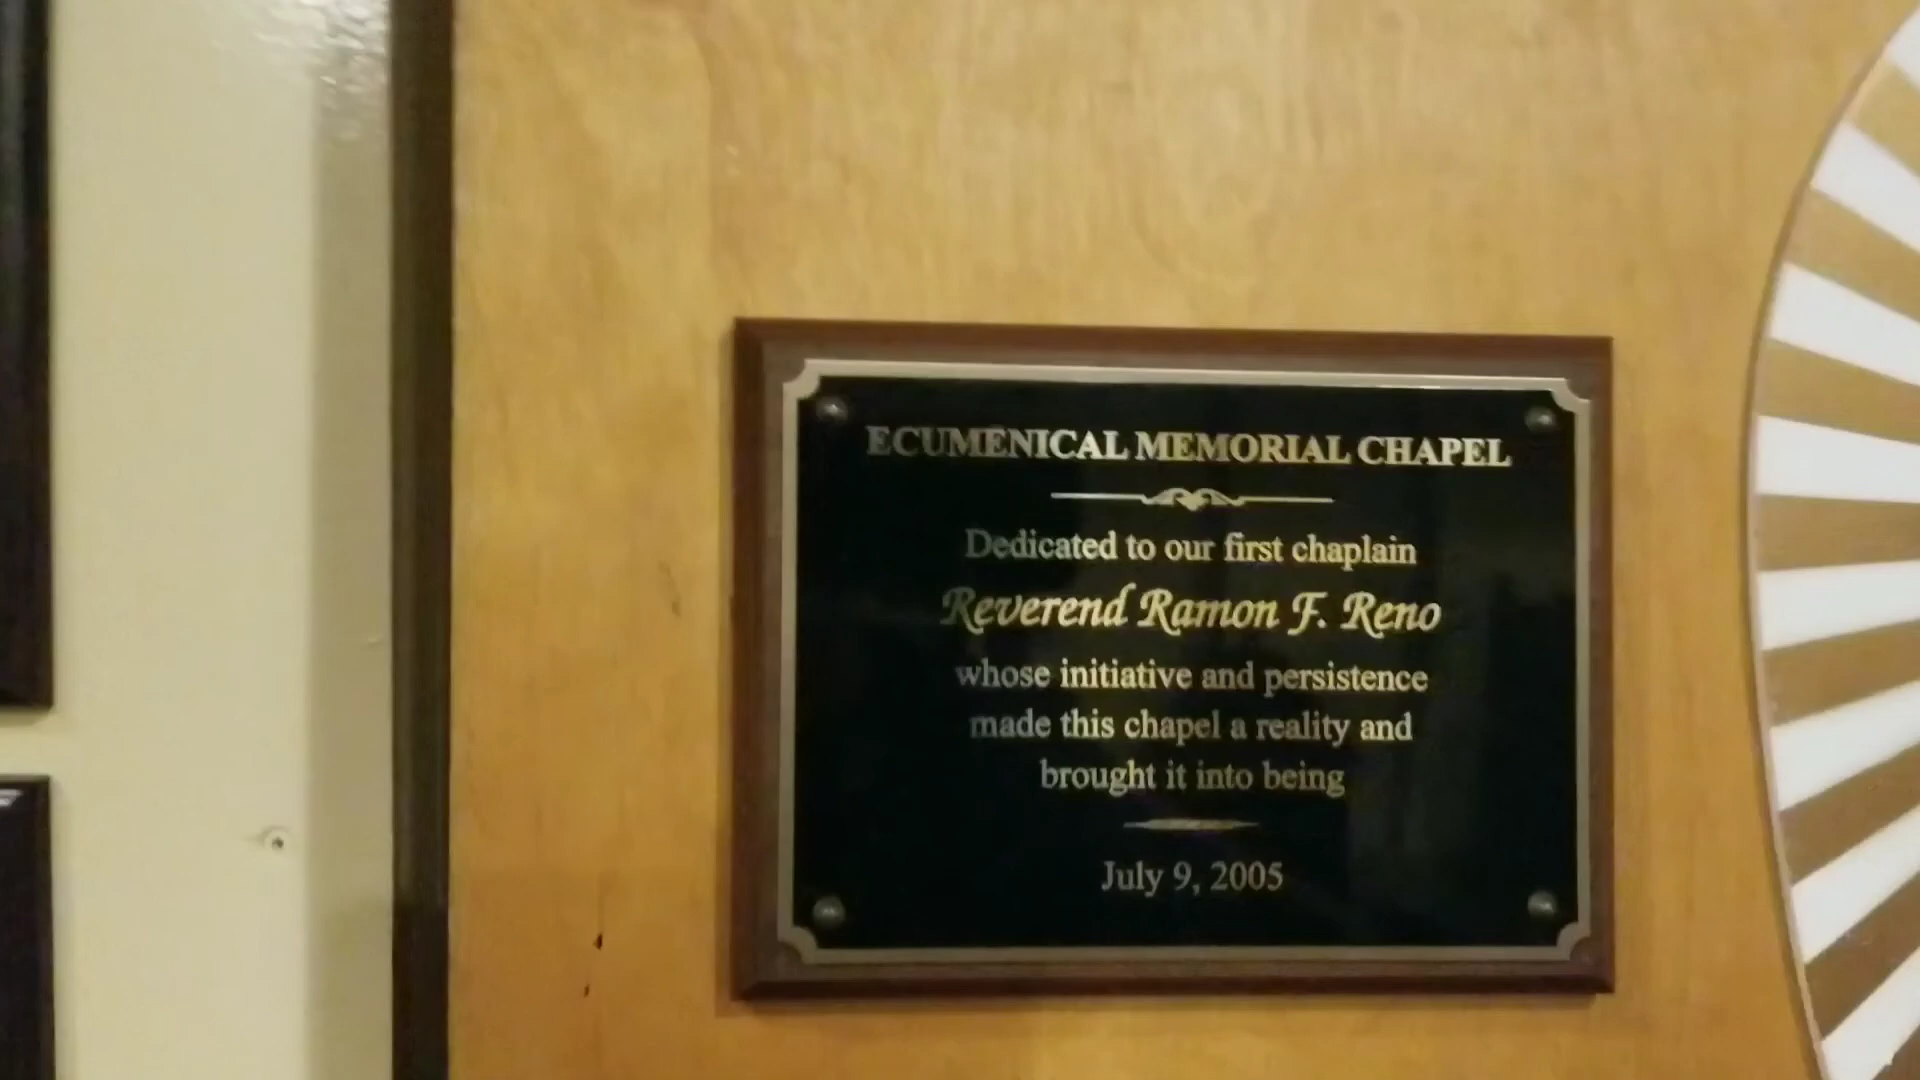 ECUMENICAL MEMORIAL CHAPEL
Dedicated to our first chaplain
Reverend Ramon F. Reno
whose initiative and persistence
made this chapel a reality and
brought it into being
July 9, 2005